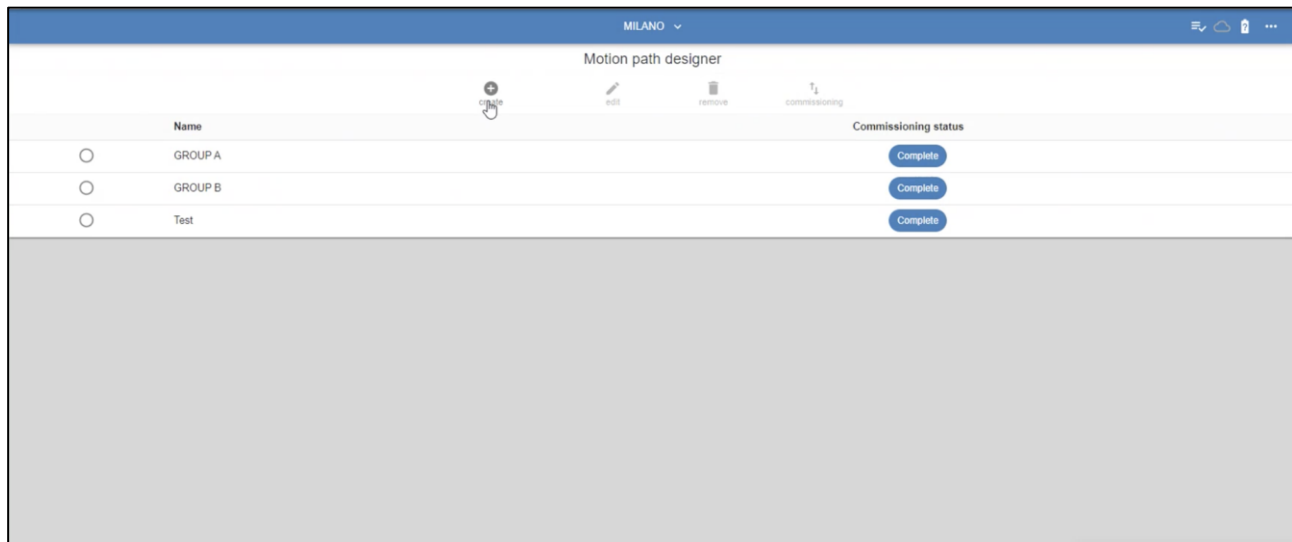 MILANO
Motion path designer
create edit remove commissioning
Name Commissioning status
GROUP A Complete
GROUP B Complete
Test Complete